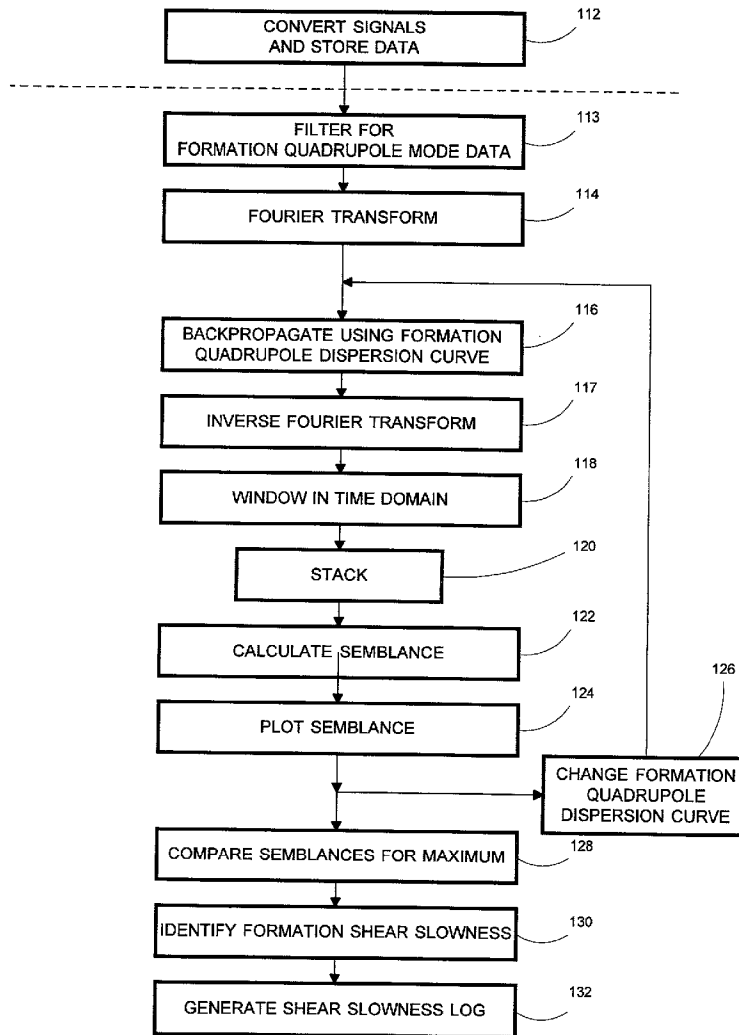 CONVERT SIGNALS
AND STORE DATA
112
FILTER FOR
FORMATION QUADRUPOLE MODE DATA
113
FOURIER TRANSFORM
114
BACKPROPAGATE USING FORMATION
QUADRUPOLE DISPERSION CURVE
116
INVERSE FOURIER TRANSFORM
117
WINDOW IN TIME DOMAIN
118
STACK
120
CALCULATE SEMBLANCE
122
PLOT SEMBLANCE
124
CHANGE FORMATION
QUADRUPOLE
DISPERSION CURVE
126
COMPARE SEMBLANCES FOR MAXIMUM
128
IDENTIFY FORMATION SHEAR SLOWNESS
130
GENERATE SHEAR SLOWNESS LOG
132